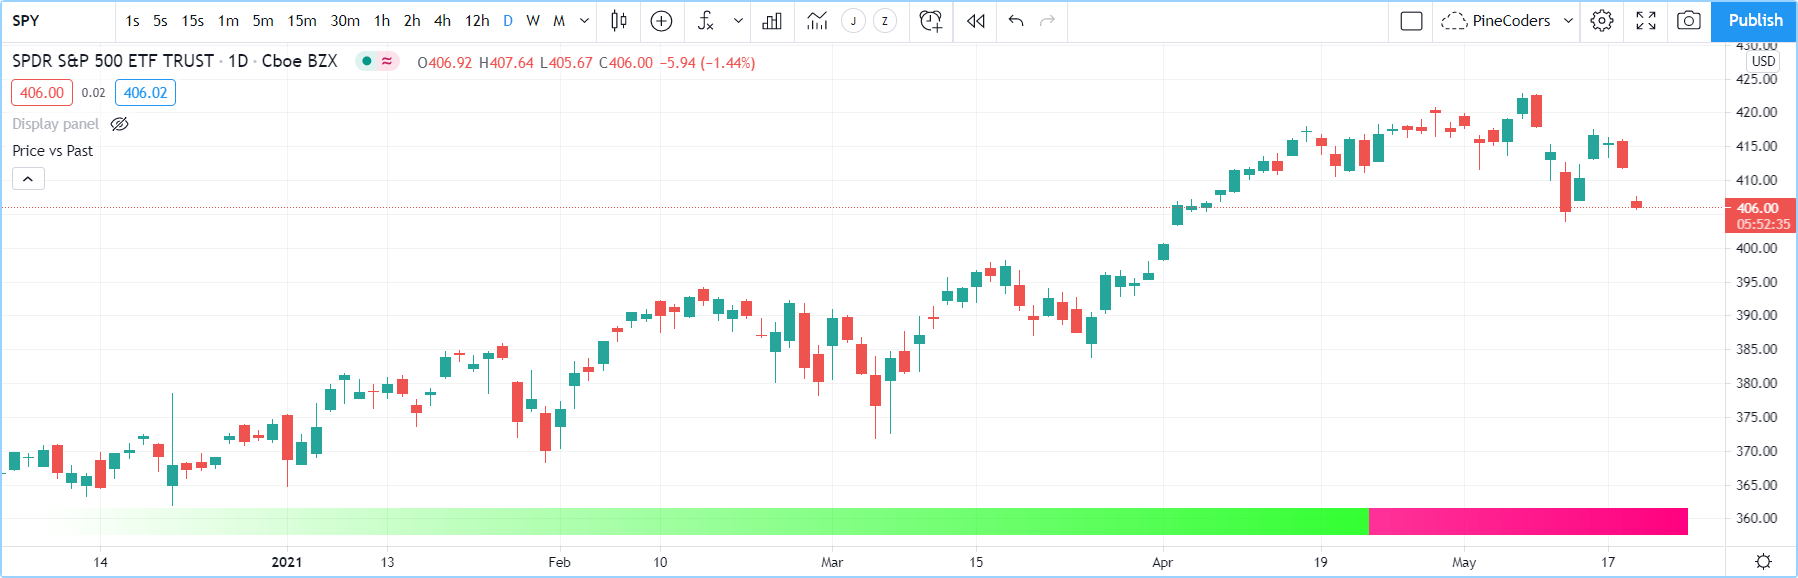 SPY 1s 5s 15s 1m 5m 15m 30m 1h 2h 4h 12h D W M J Z PineCoders Publish
SPDR S&P 500 ETF TRUST · 1D · Cboe BZX O406.92 H407.64 L405.67 C406.00 −5.94 (−1.44%)
406.00 0.02 406.02
Display panel
Price vs Past
430.00
USD
425.00
420.00
415.00
410.00
406.00
05:52:35
400.00
395.00
390.00
385.00
380.00
375.00
370.00
365.00
360.00
14 2021 13 Feb 10 Mar 15 Apr 19 May 17